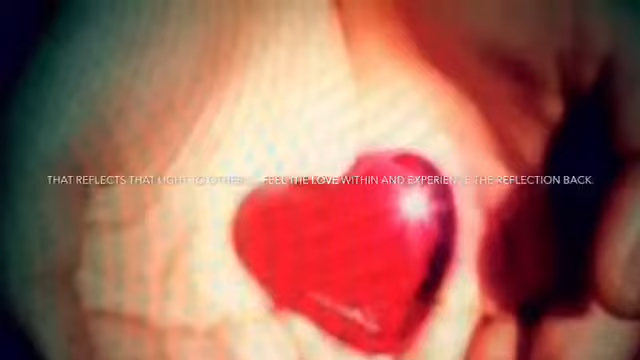 THAT REFLECTS THAT LIGHT TO OTHERS. FEEL THE LOVE WITHIN AND EXPERIENCE THE REFLECTION BACK.